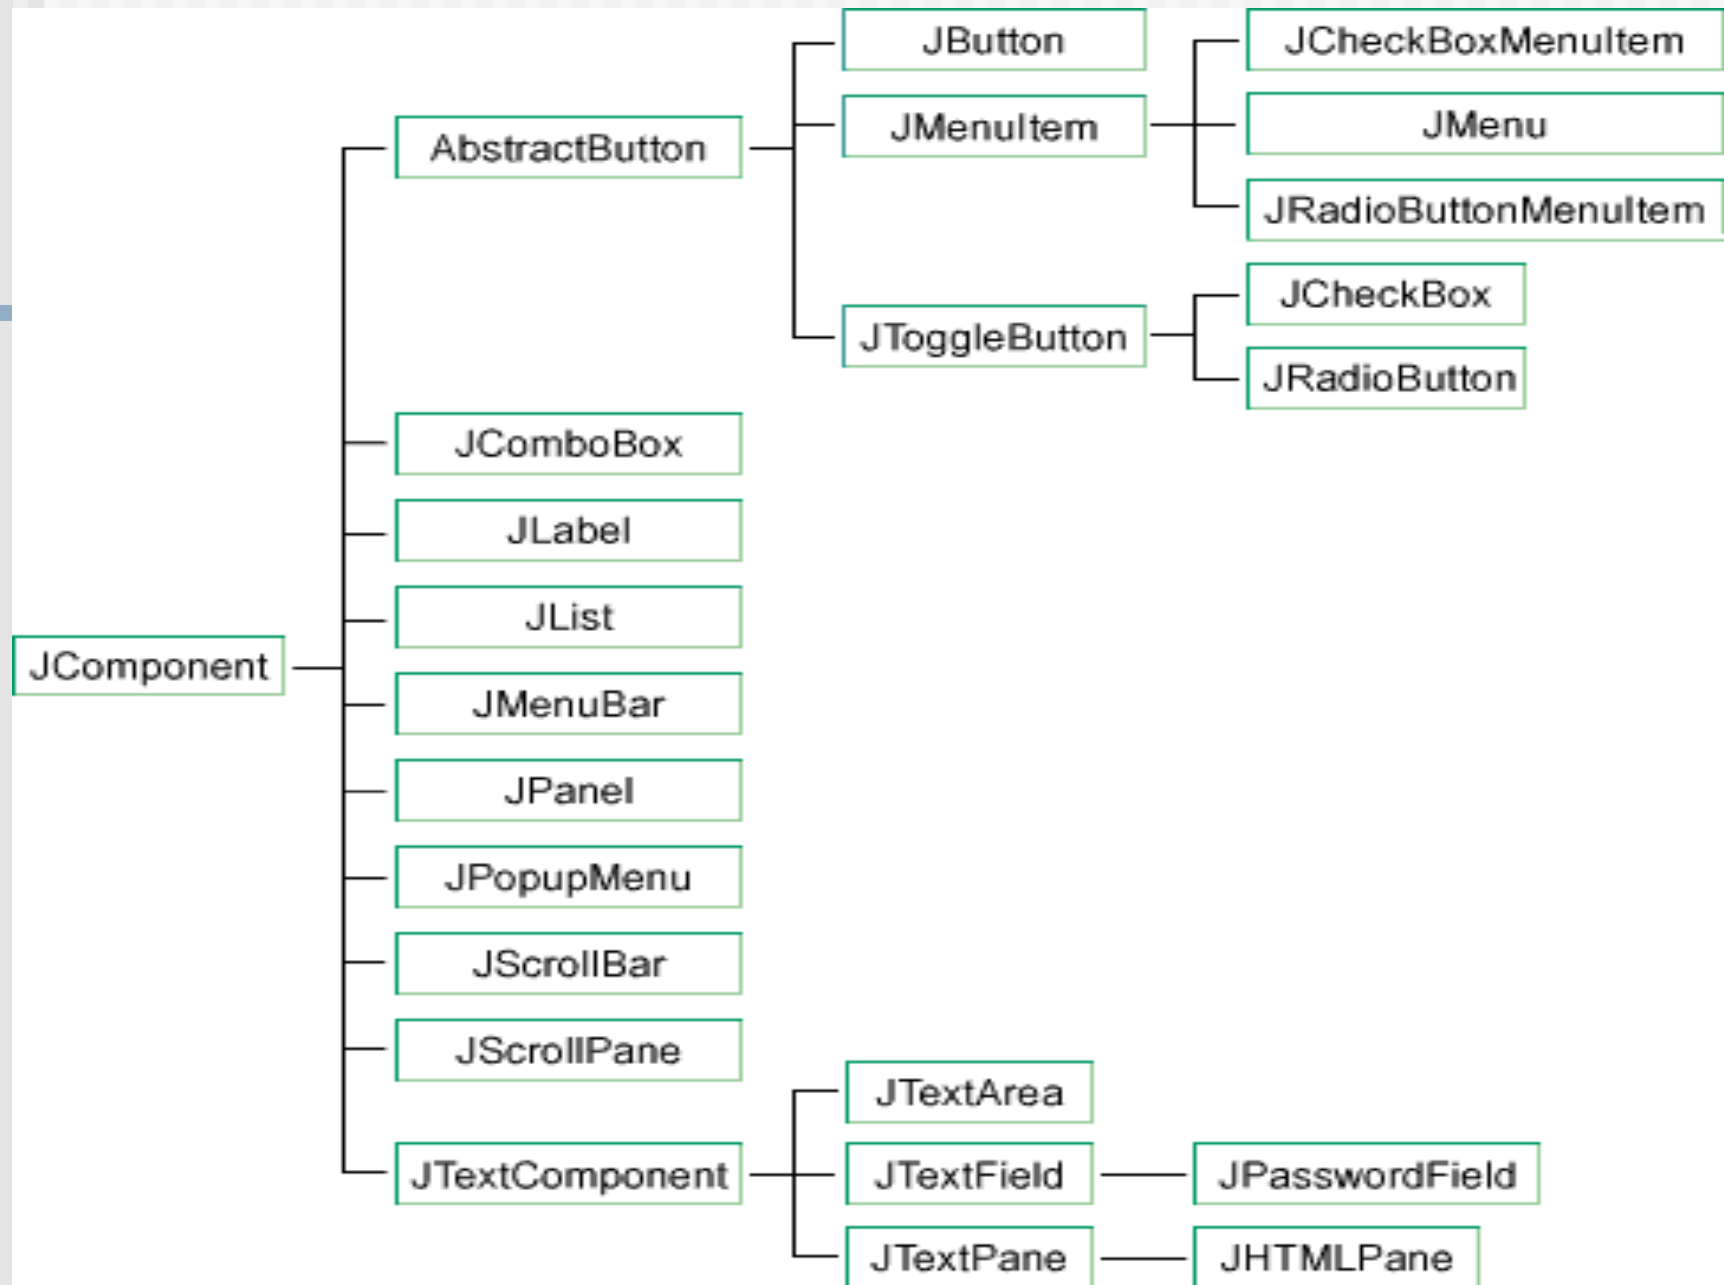 JButton
JCheckBoxMenuItem
JMenuItem
JMenu
AbstractButton
JRadioButtonMenuItem
JCheckBox
JToggleButton
JRadioButton
JComboBox
JLabel
JList
JComponent
JMenuBar
JPanel
JPopupMenu
JScrollBar
JScrollPane
JTextArea
JTextComponent
JTextField
JPasswordField
JTextPane
JHTMLPane